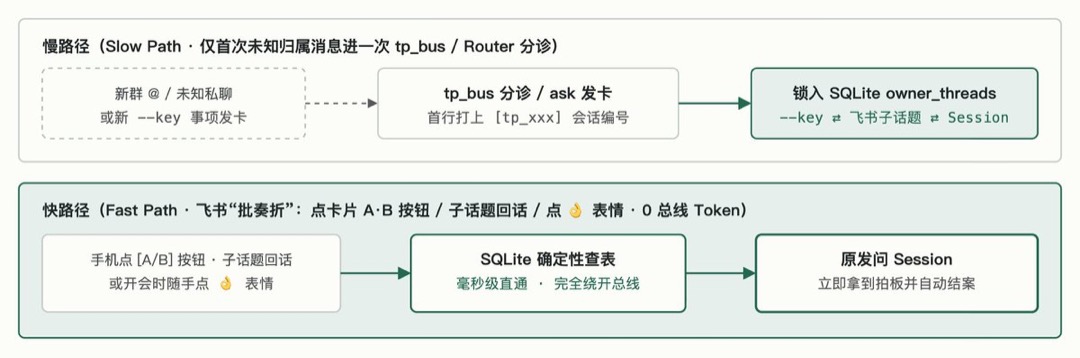 慢路径（Slow Path · 仅首次未知归属消息进一次 tp_bus / Router 分诊）
新群 @ / 未知私聊
或新 --key 事项发卡
tp_bus 分诊 / ask 发卡
首行打上 [tp_xxx] 会话编号
锁入 SQLite owner_threads
--key ⇄ 飞书子话题 ⇄ Session
快路径（Fast Path · 飞书“批奏折”：点卡片 A·B 按钮 / 子话题回话 / 点 👌 表情 · 0 总线 Token）
手机点 [A/B] 按钮 · 子话题回话
或开会时随手点 👌 表情
SQLite 确定性查表
毫秒级直通 · 完全绕开总线
原发问 Session
立即拿到拍板并自动结案